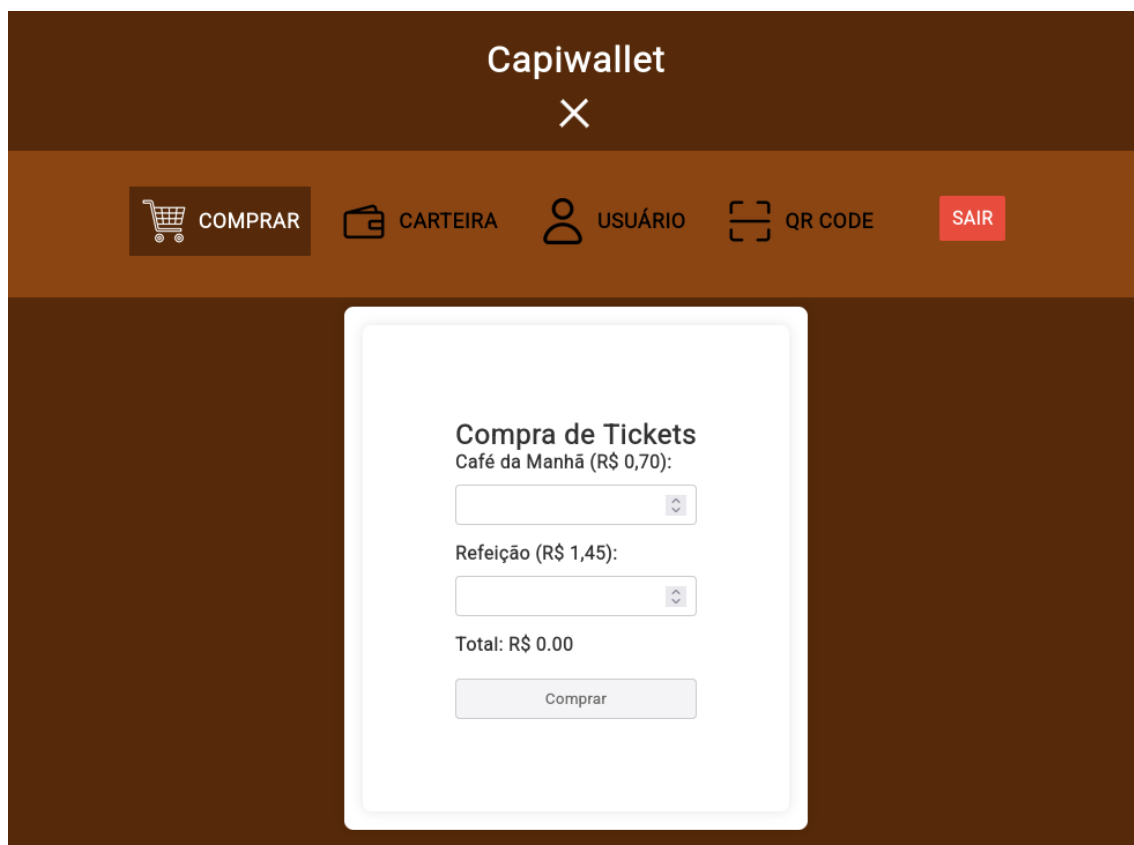 Capiwallet
COMPRAR CARTEIRA USUÁRIO QR CODE SAIR
Compra de Tickets
Café da Manhã (R$ 0,70):
Refeição (R$ 1,45):
Total: R$ 0.00
Comprar